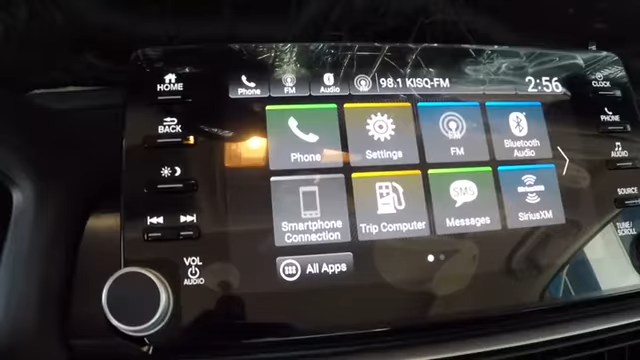 HOME
Phone
FM
Audio
98.1 KISQ-FM
2:56
CLOCK
BACK
Phone
Settings
FM
Bluetooth
Audio
PHONE
AUDIO
Smartphone
Connection
Trip Computer
SMS
Messages
SiriusXM
SOURCE
VOL
AUDIO
All Apps
TUNE/
SCROLL